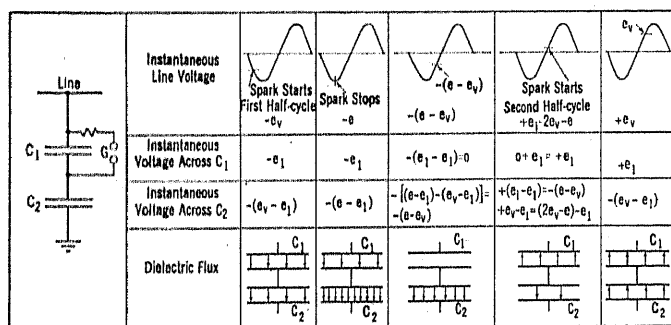 Line
C1
G
C2
Instantaneous
Line Voltage
Spark Starts
First Half-cycle
-ev
Spark Stops
-e
-(e - ev)
-(e - ev)
Spark Starts
Second Half-cycle
+e1 · 2ev - e
ev
+ev
Instantaneous
Voltage Across C1
-e1
-e1
-(e1 - e1) = 0
0 + e1 = +e1
+e1
Instantaneous
Voltage Across C2
-(ev - e1)
-(e - e1)
-[(e-e1)-(ev-e1)]=
-(e-ev)
+(e1-e1)=-(e-ev)
+ev-e1=(2ev-e)-e1
-(ev - e1)
Dielectric Flux
C1
C2
C1
C2
C1
C2
C1
C2
C1
C2